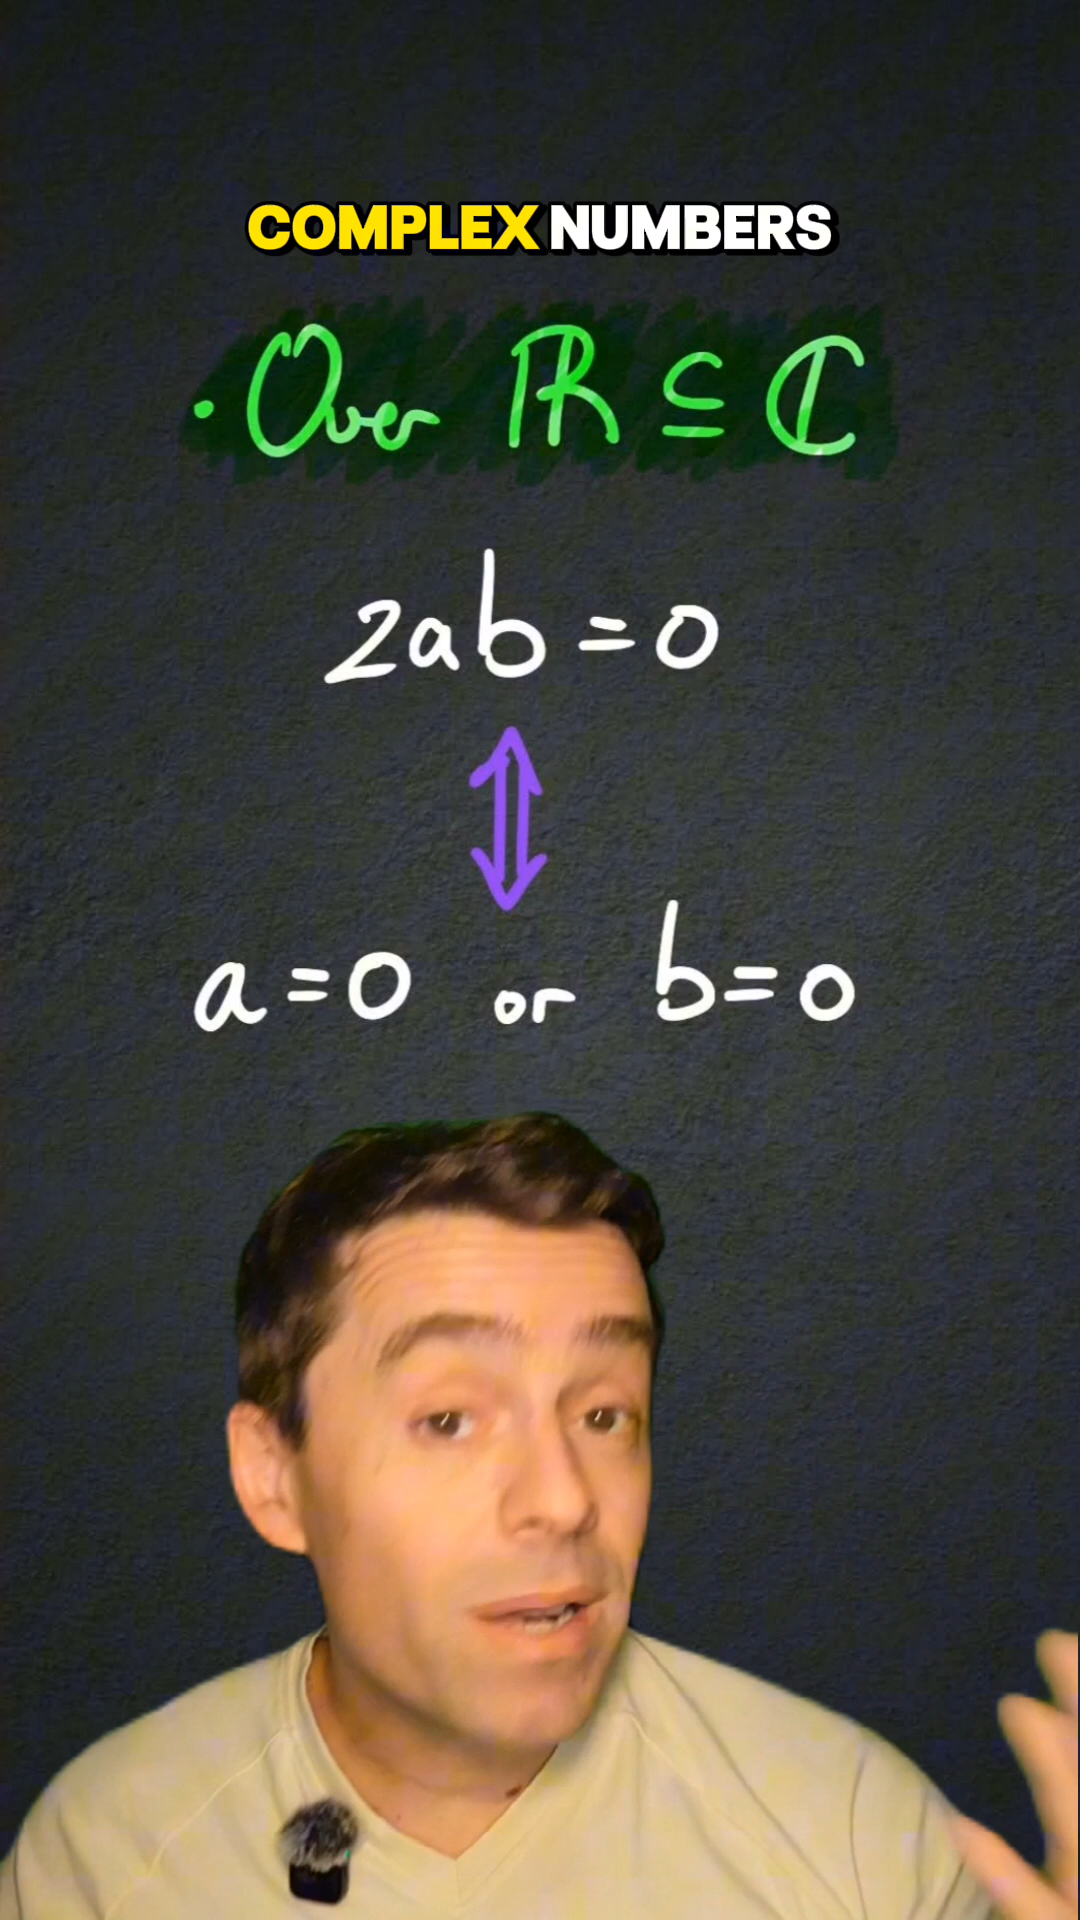 COMPLEX NUMBERS
• Over ℝ ⊆ ℂ
2ab = 0
⇕
a = 0 or b = 0